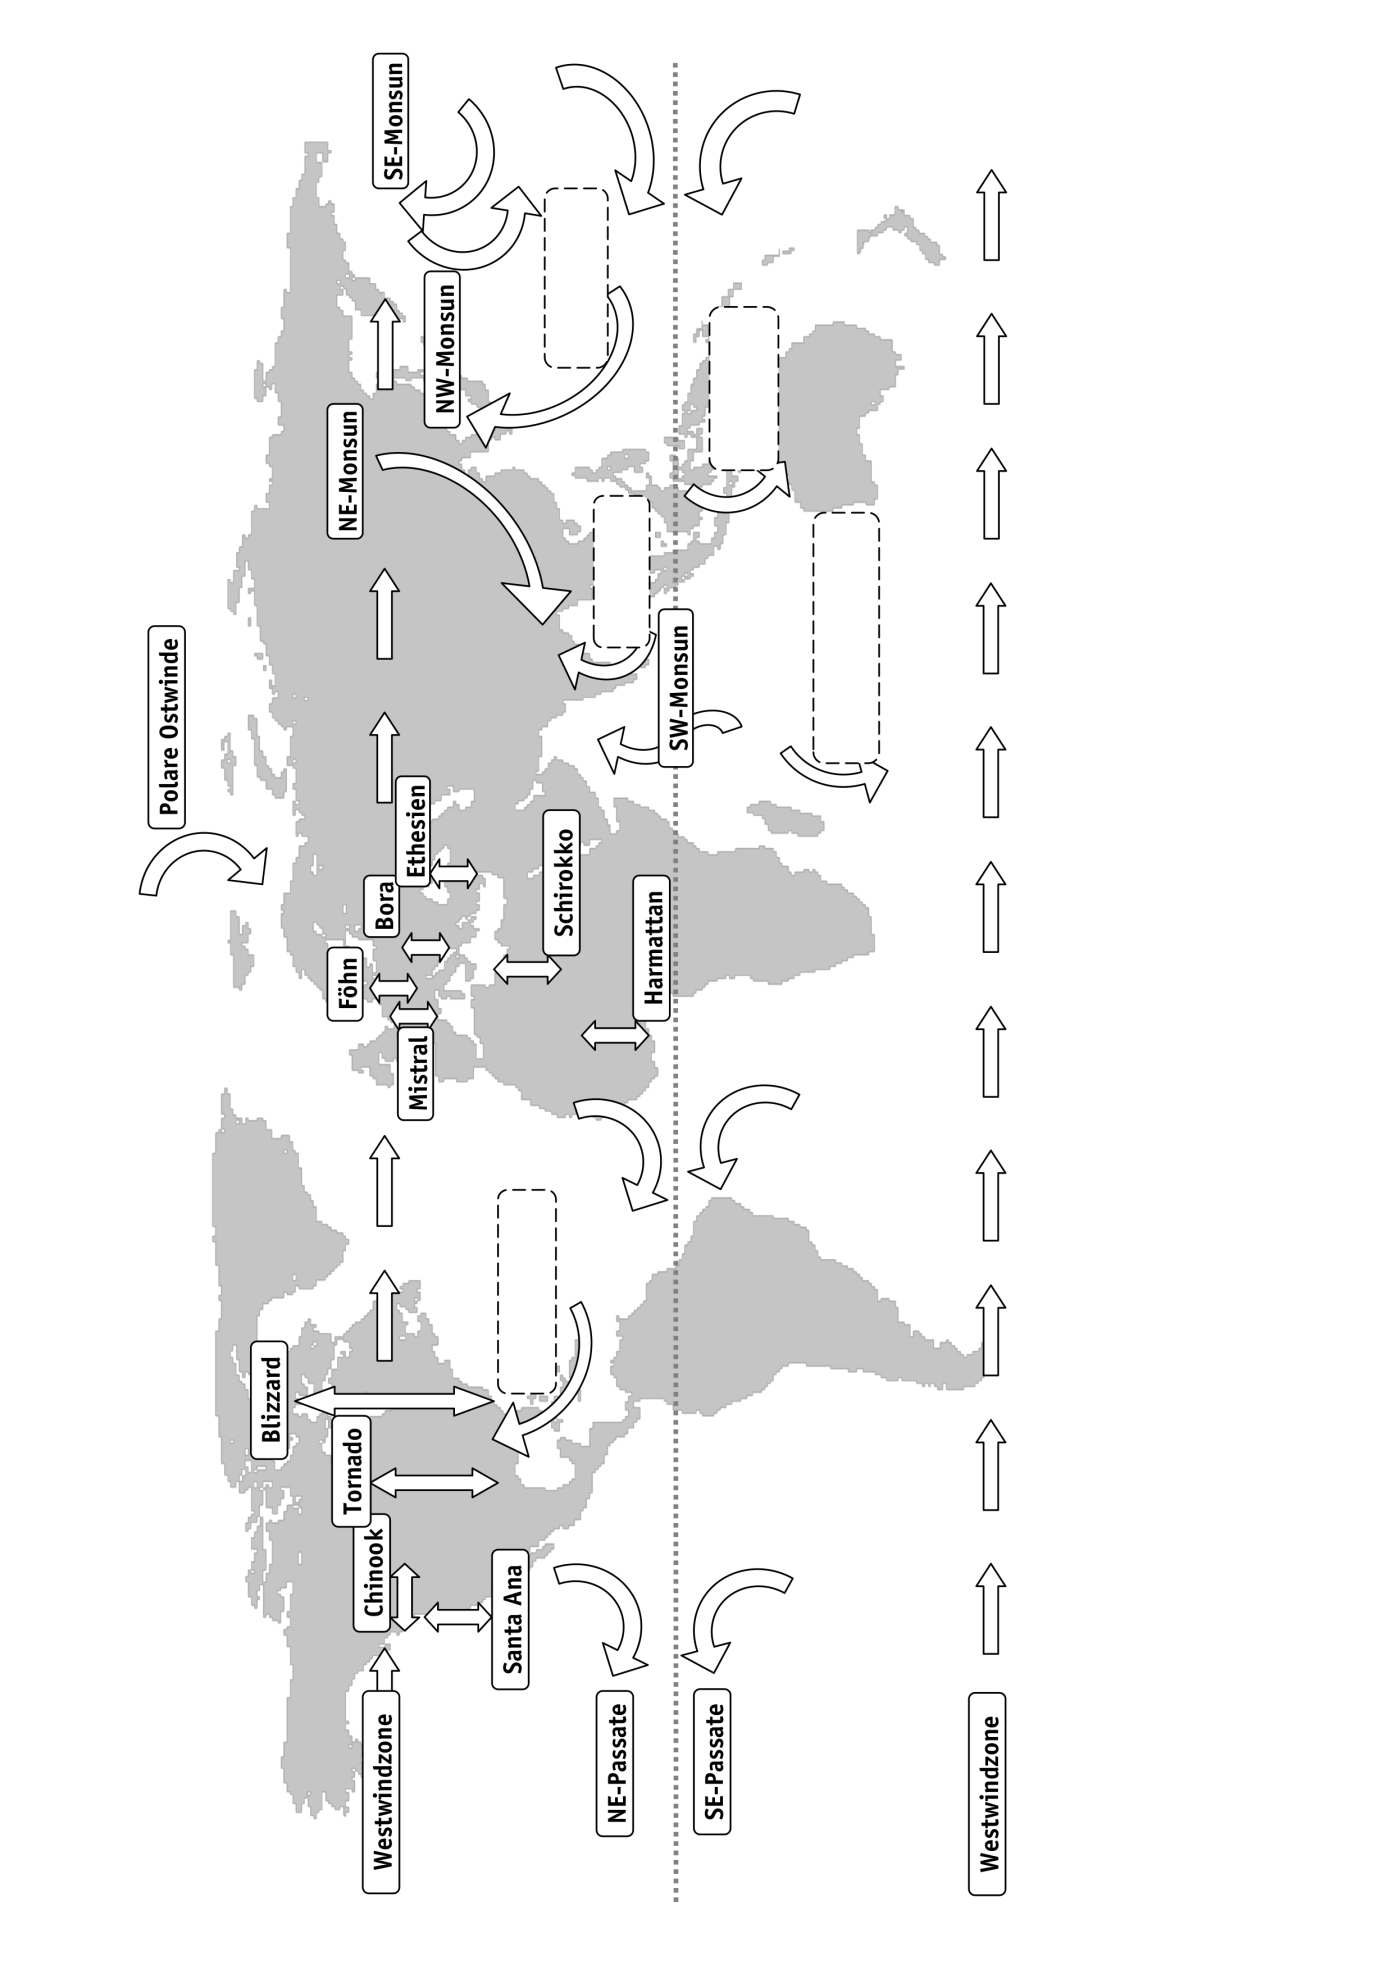 Polare Ostwinde
Blizzard
Föhn
NE-Monsun
SE-Monsun
Tornado
Chinook
Bora
Westwindzone
Mistral
Ethesien
NW-Monsun
Santa Ana
Schirokko
NE-Passate
Harmattan
SW-Monsun
SE-Passate
Westwindzone